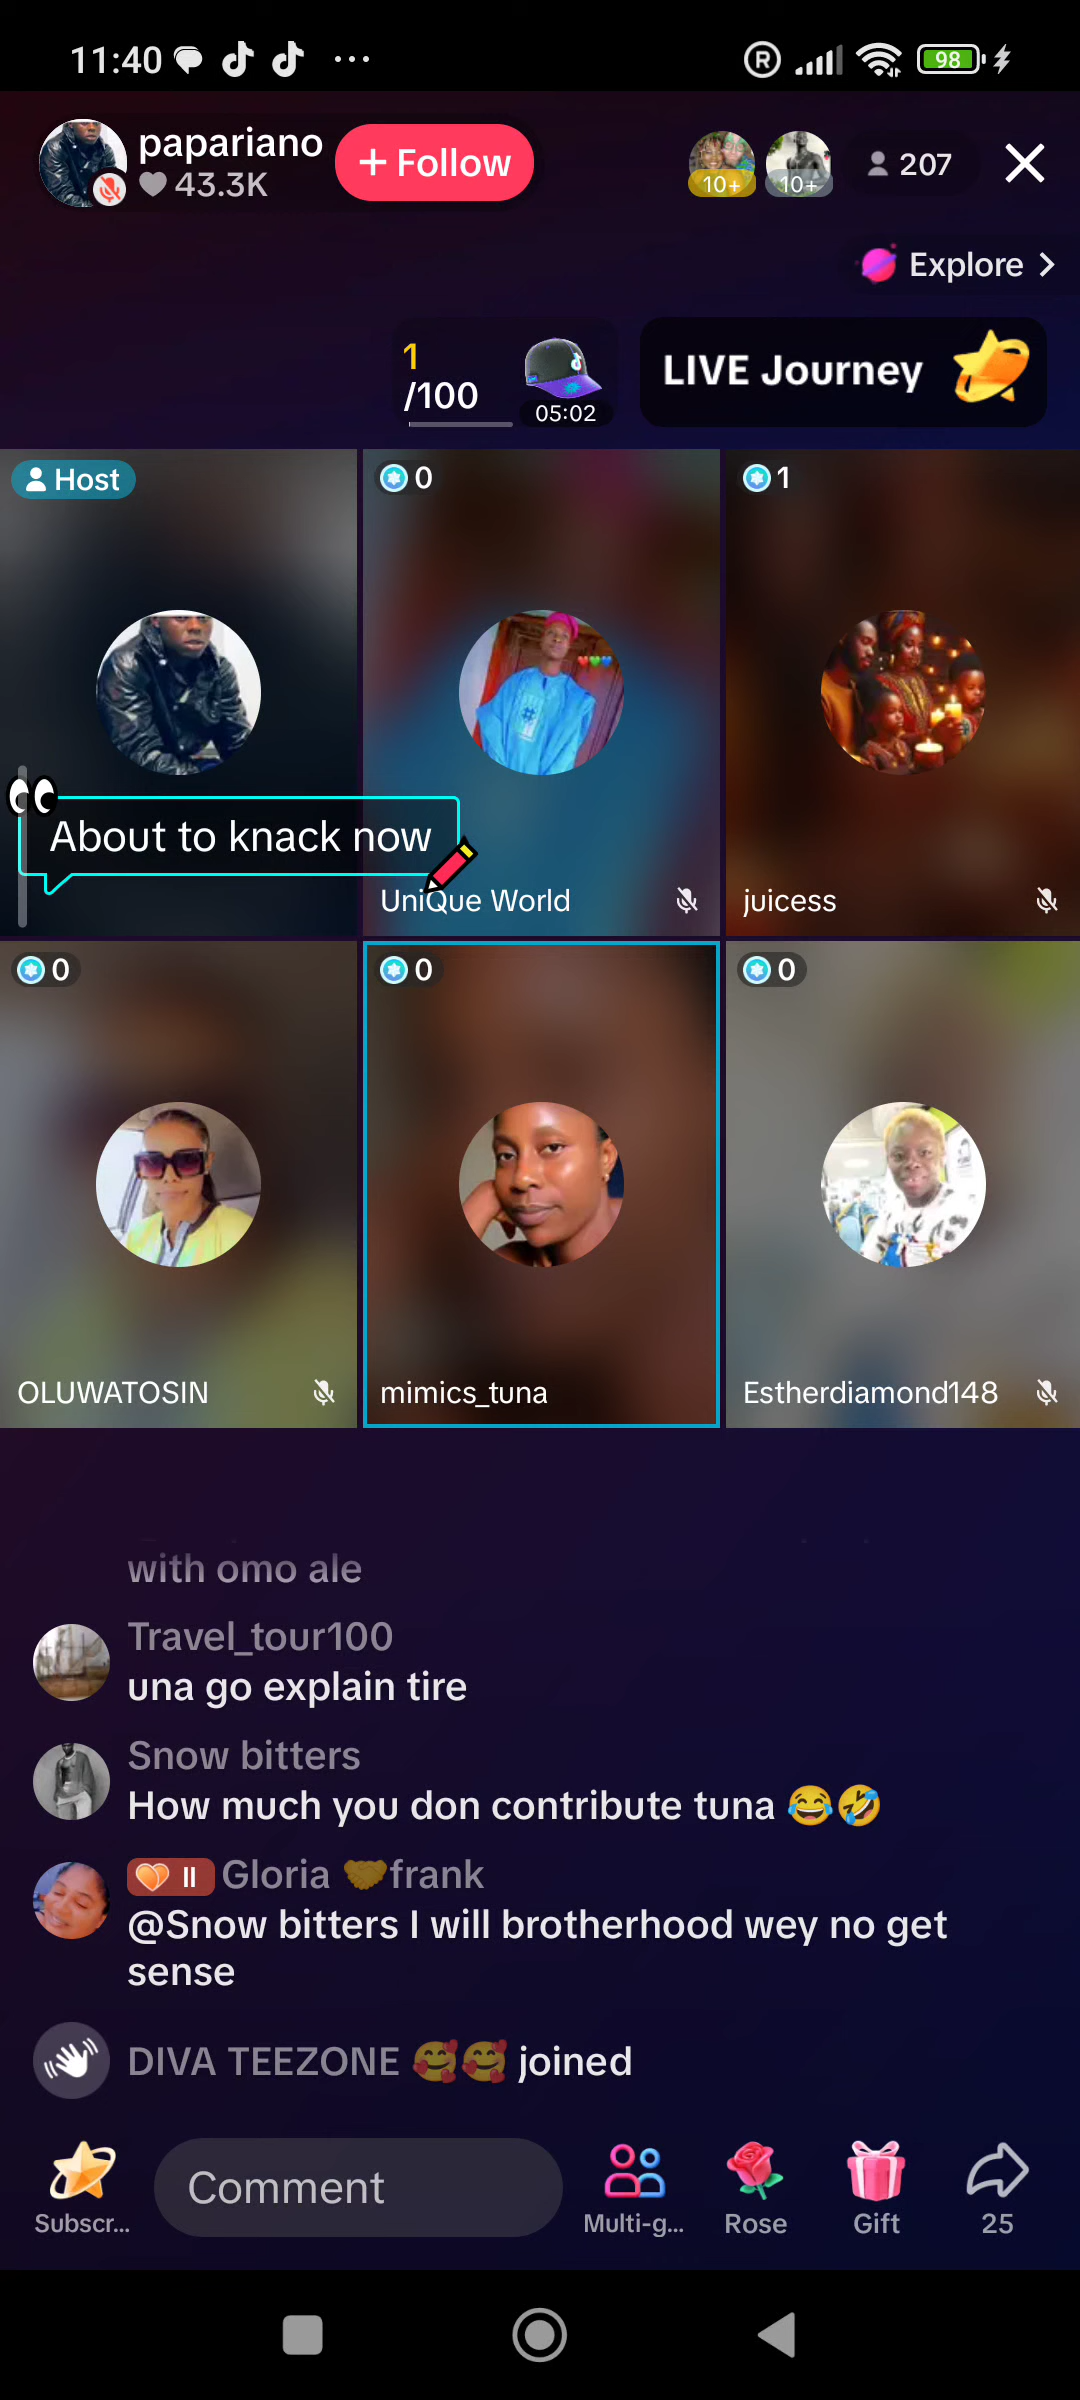 11:40
98
papariano
43.3K
+ Follow
10+
10+
207
Explore
1
/100
05:02
LIVE Journey
Host
0
1
About to knack now
UniQue World
juicess
0
0
0
OLUWATOSIN
mimics_tuna
Estherdiamond148
with omo ale
Travel_tour100
una go explain tire
Snow bitters
How much you don contribute tuna 😂🤣
II Gloria 🤝frank
@Snow bitters I will brotherhood wey no get
sense
DIVA TEEZONE 🥰🥰 joined
Subscr...
Comment
Multi-g...
Rose
Gift
25